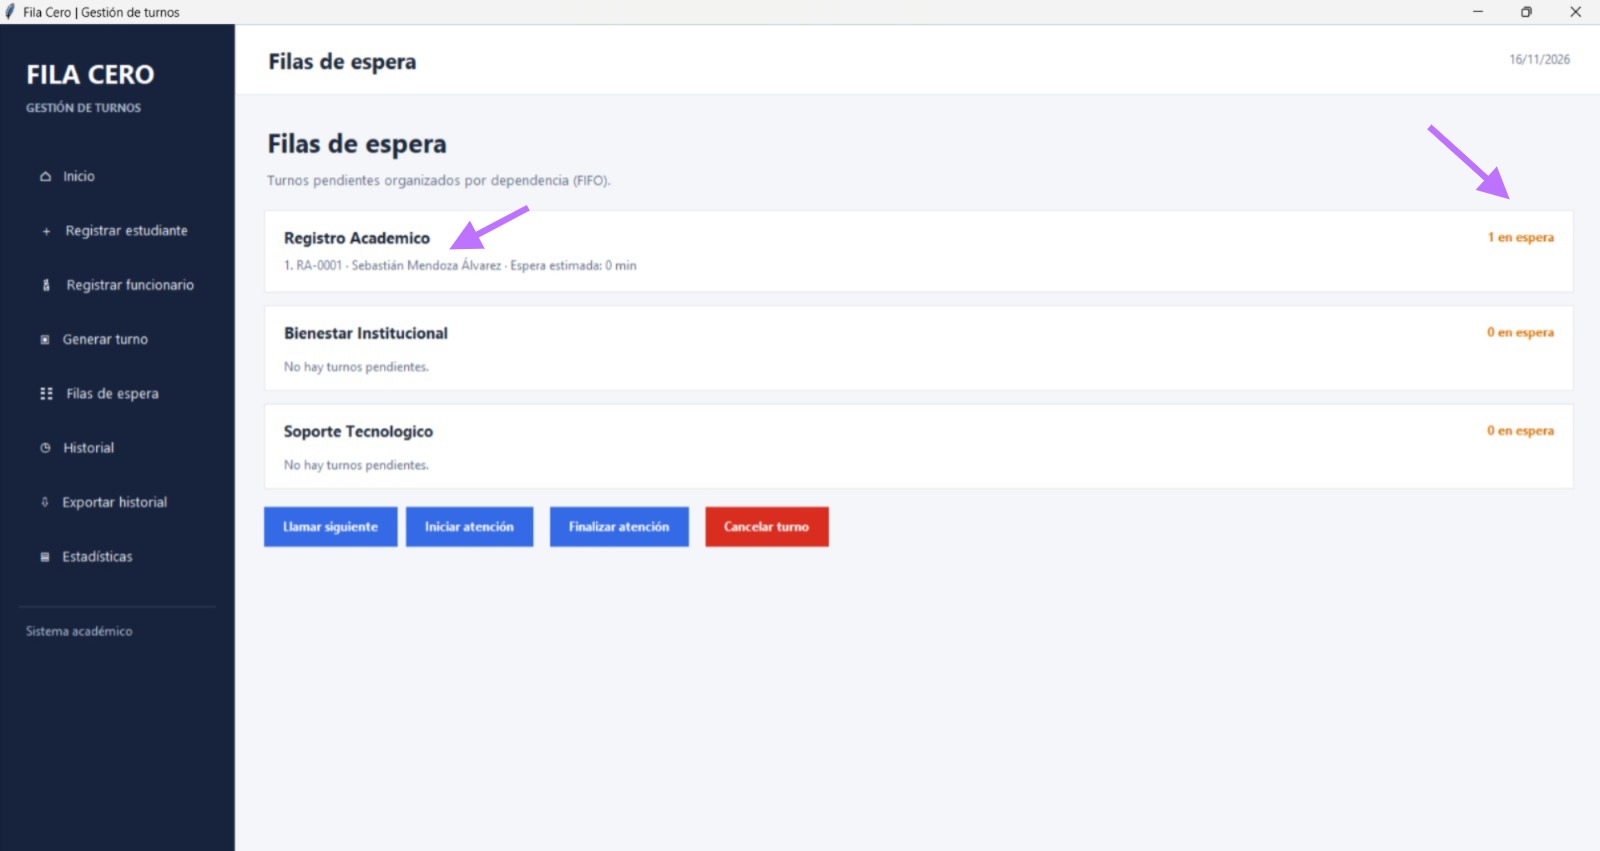 Fila Cero | Gestión de turnos
FILA CERO
GESTIÓN DE TURNOS
Inicio
Registrar estudiante
Registrar funcionario
Generar turno
Filas de espera
Historial
Exportar historial
Estadísticas
Sistema académico
Filas de espera
16/11/2026
Filas de espera
Turnos pendientes organizados por dependencia (FIFO).
Registro Academico
1 en espera
1. RA-0001 · Sebastián Mendoza Álvarez · Espera estimada: 0 min
Bienestar Institucional
0 en espera
No hay turnos pendientes.
Soporte Tecnologico
0 en espera
No hay turnos pendientes.
Llamar siguiente
Iniciar atención
Finalizar atención
Cancelar turno